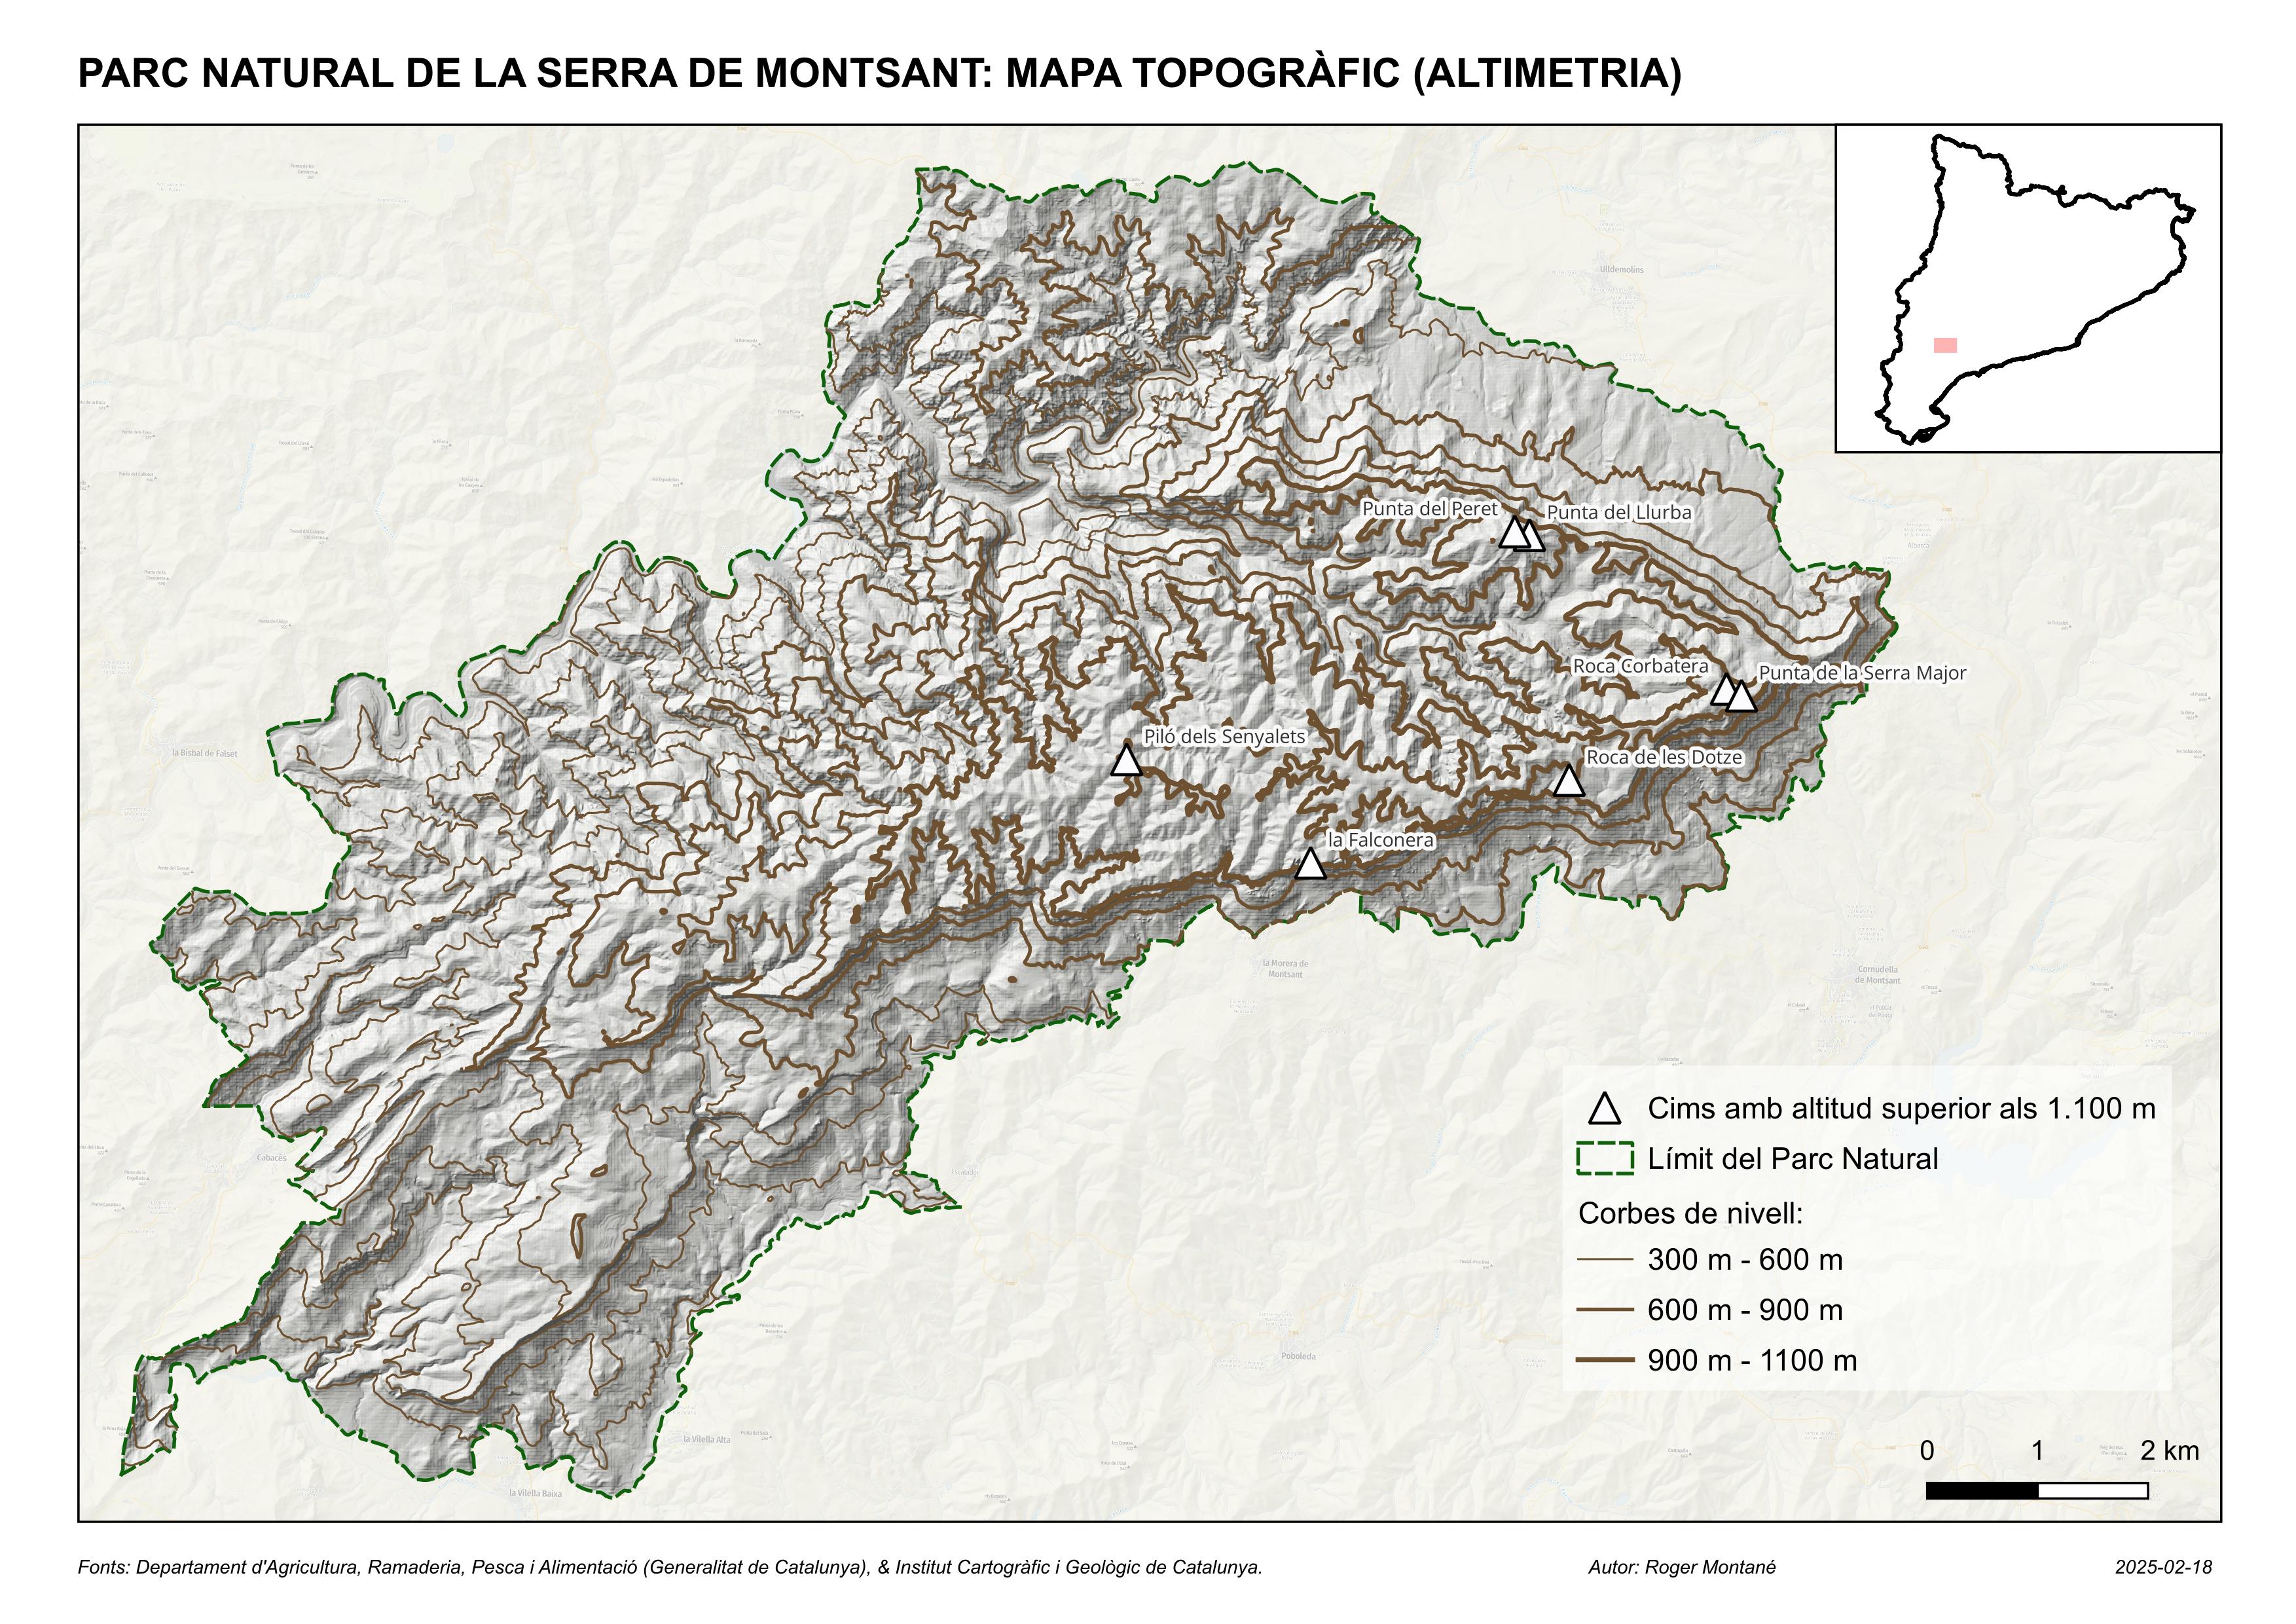 PARC NATURAL DE LA SERRA DE MONTSANT: MAPA TOPOGRÀFIC (ALTIMETRIA)
Ulldemolins
Punta del Peret
Punta del Llurba
Albarca
Roca Corbatera
Punta de la Serra Major
Piló dels Senyalets
la Bisbal de Falset
Roca de les Dotze
la Falconera
la Morera de
Montsant
Cornudella
de Montsant
Cabacés
Escaladei
Poboleda
la Vilella Alta
la Vilella Baixa
Cims amb altitud superior als 1.100 m
Límit del Parc Natural
Corbes de nivell:
300 m - 600 m
600 m - 900 m
900 m - 1100 m
0 1 2 km
Fonts: Departament d'Agricultura, Ramaderia, Pesca i Alimentació (Generalitat de Catalunya), & Institut Cartogràfic i Geològic de Catalunya.
Autor: Roger Montané
2025-02-18